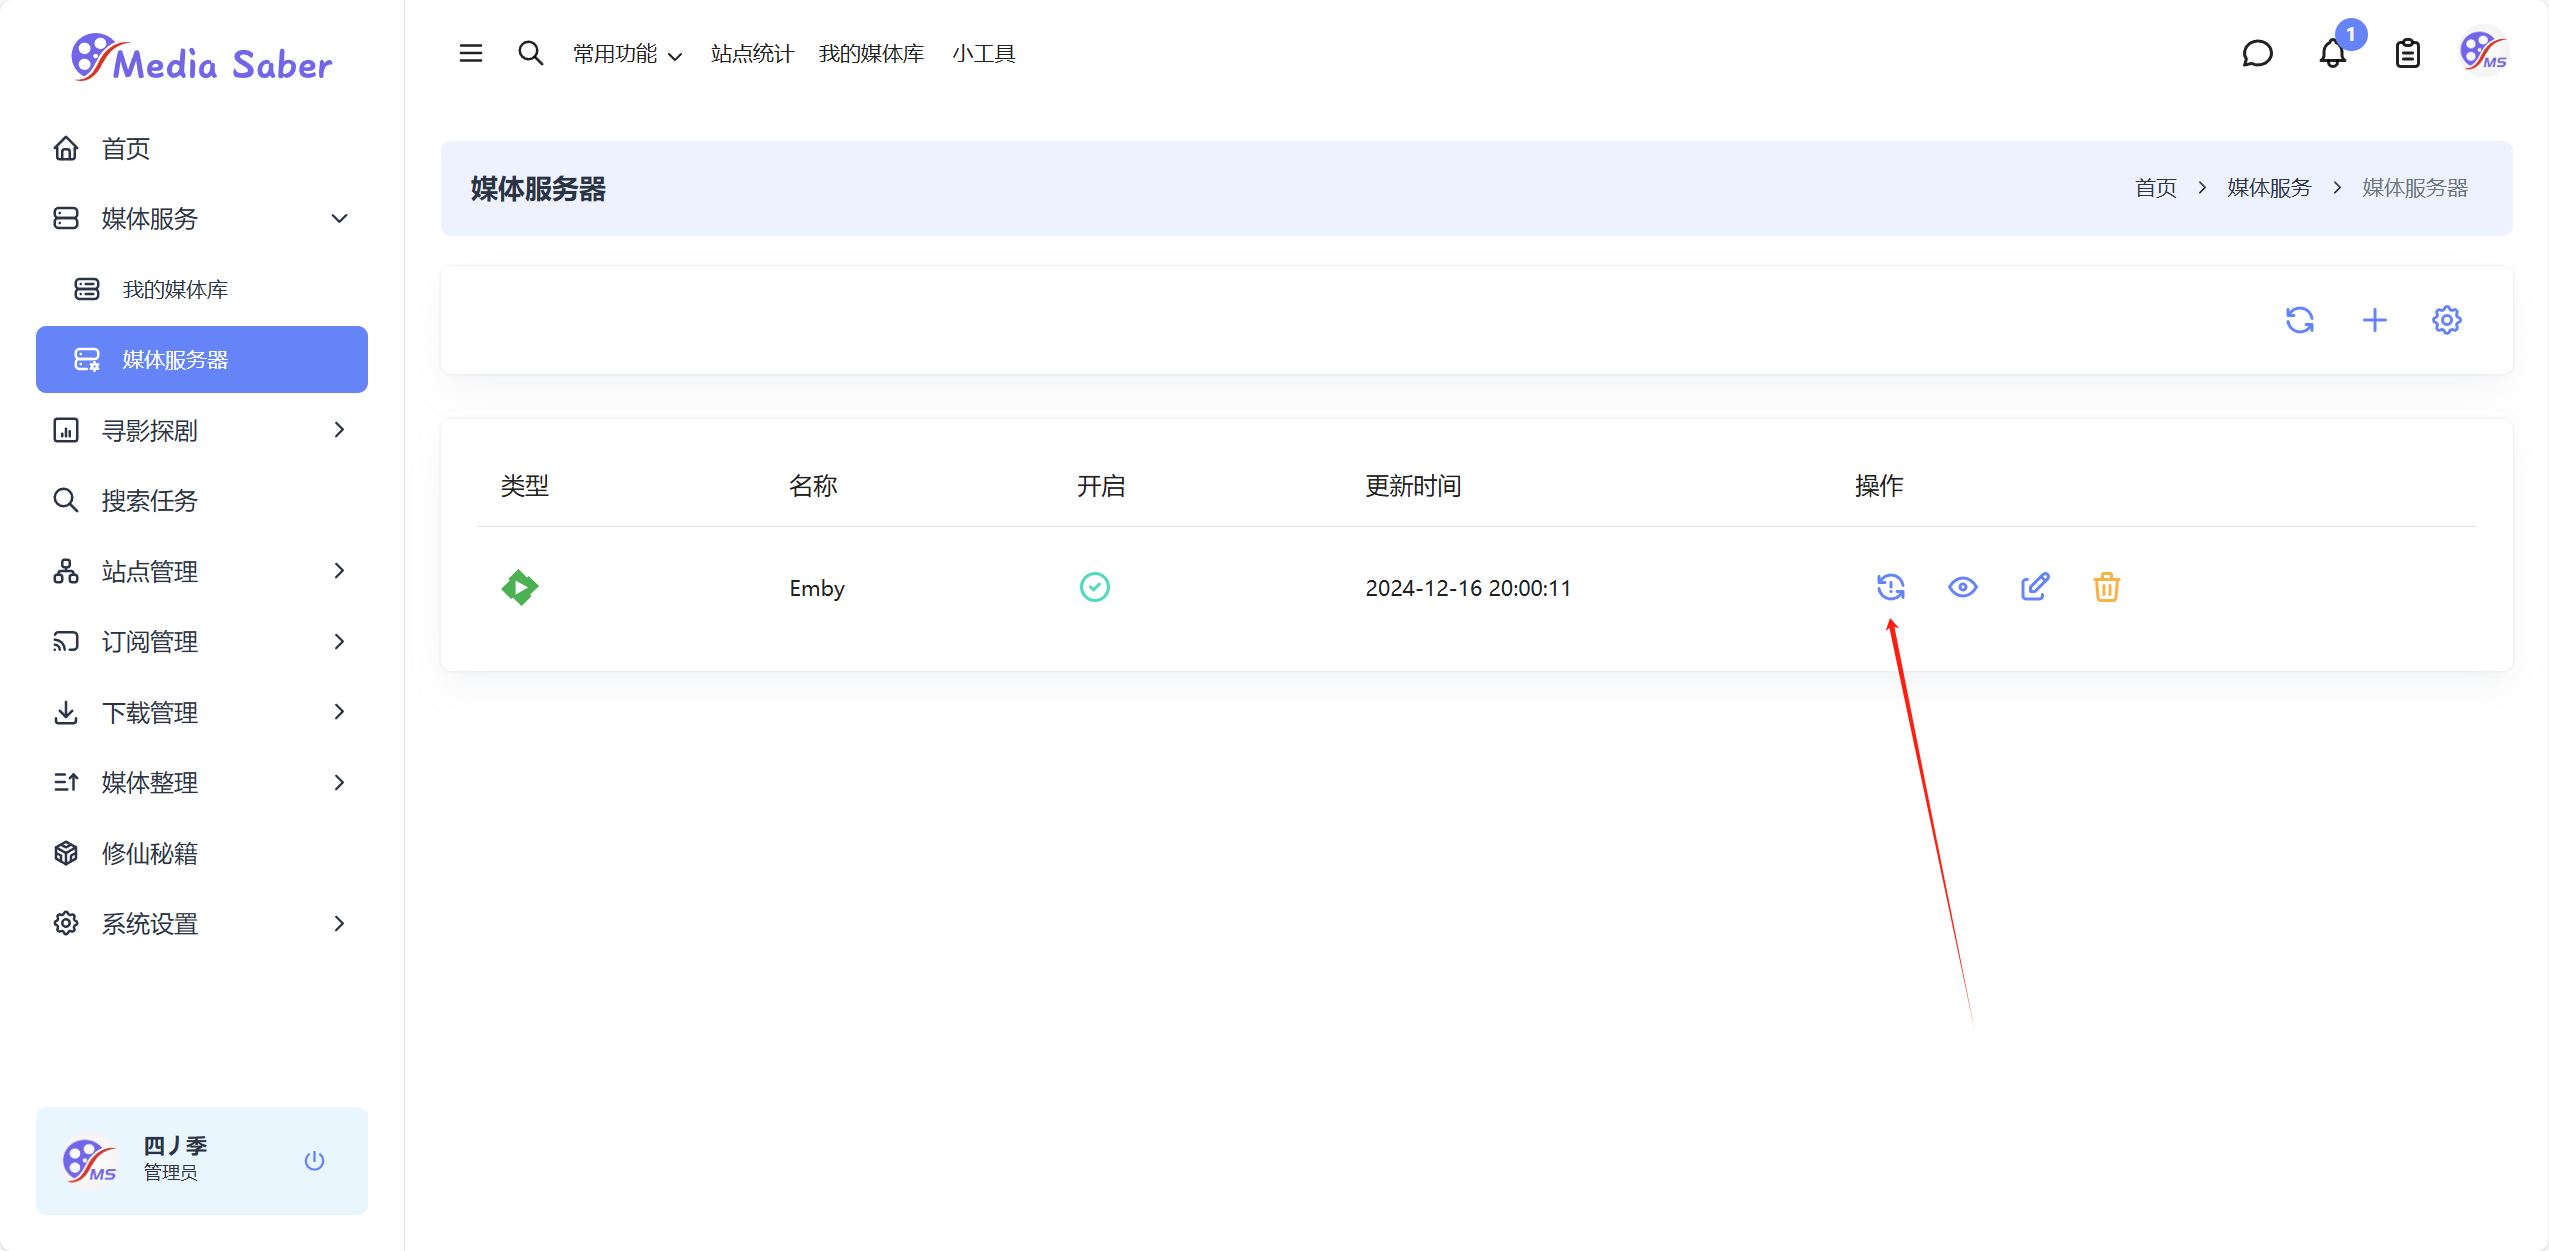 Media Saber
常用功能 站点统计 我的媒体库 小工具
1
MS
首页
媒体服务
我的媒体库
媒体服务器
寻影探剧
搜索任务
站点管理
订阅管理
下载管理
媒体整理
修仙秘籍
系统设置
MS
四丿季
管理员
媒体服务器
首页 > 媒体服务 > 媒体服务器
类型 名称 开启 更新时间 操作
Emby 2024-12-16 20:00:11